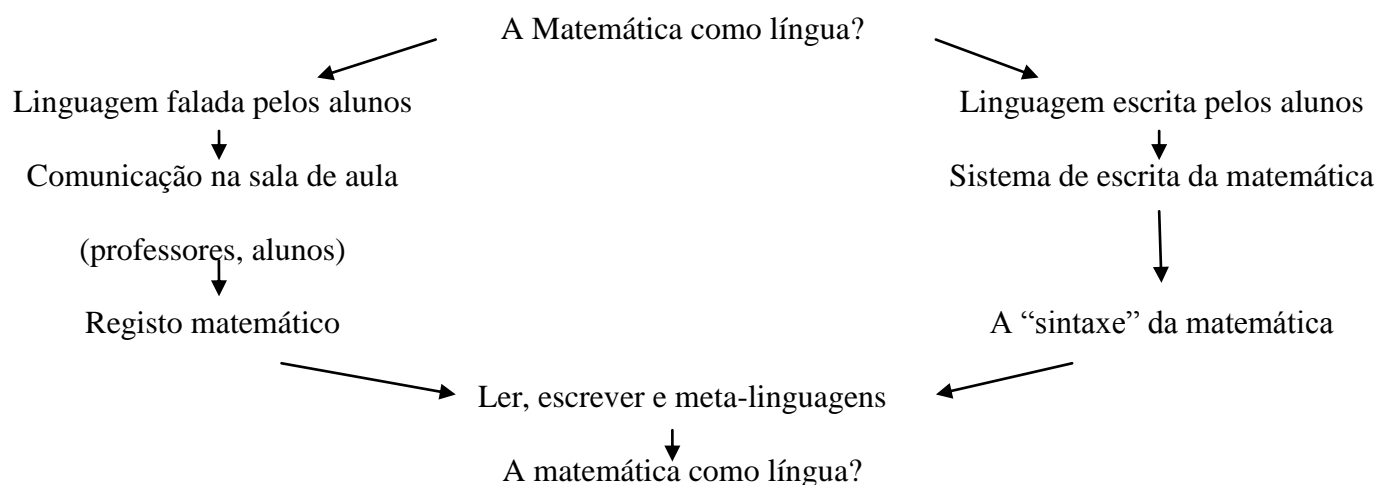 A Matemática como língua?
Linguagem falada pelos alunos
Linguagem escrita pelos alunos
Comunicação na sala de aula
Sistema de escrita da matemática
(professores, alunos)
Registo matemático
A “sintaxe” da matemática
Ler, escrever e meta-linguagens
A matemática como língua?